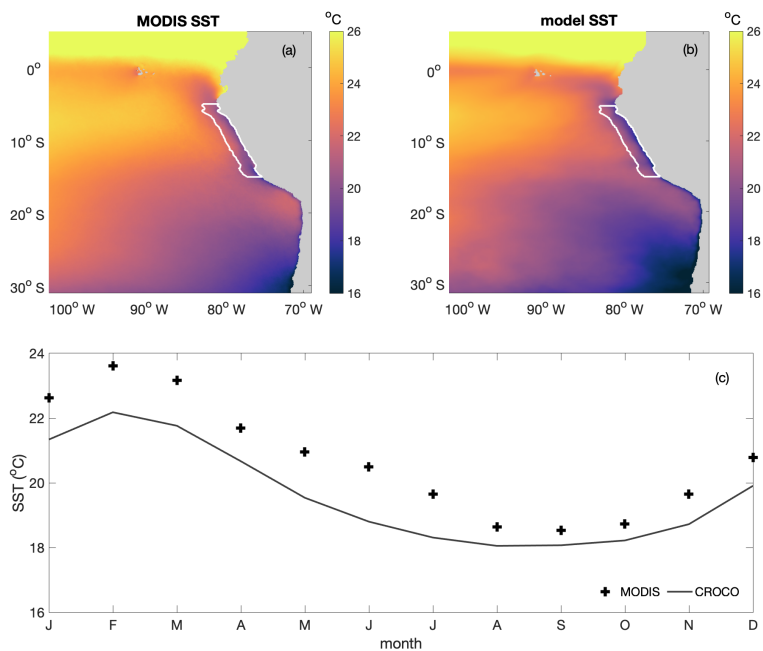 MODIS SST
°C
(a)
26
24
22
20
18
16
0°
10° S
20° S
30° S
100° W
90° W
80° W
70° W
model SST
°C
(b)
26
24
22
20
18
16
0°
10° S
20° S
30° S
100° W
90° W
80° W
70° W
(c)
24
22
20
18
16
SST (°C)
J F M A M J J A S O N D
month
MODIS CROCO